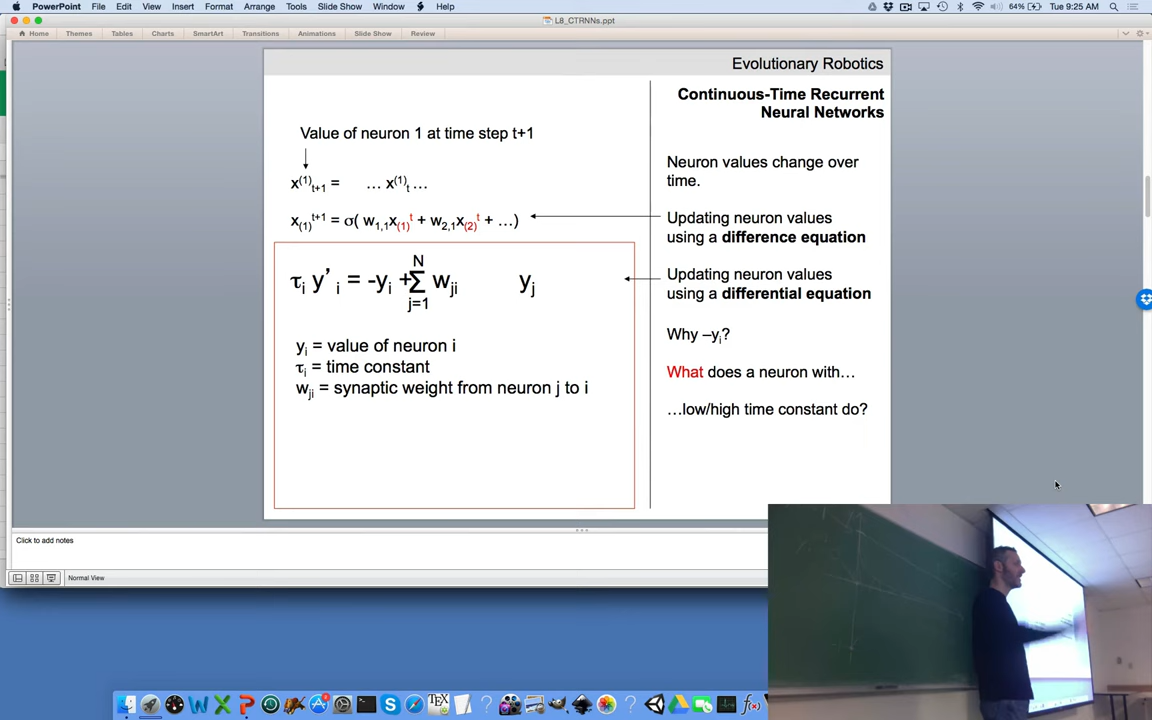 PowerPoint File Edit View Insert Format Arrange Tools Slide Show Window Help 64% Tue 9:25 AM
L8_CTRNNs.ppt
Home Themes Tables Charts SmartArt Transitions Animations Slide Show Review
Evolutionary Robotics
Continuous-Time Recurrent
Neural Networks
Value of neuron 1 at time step t+1
x(1)t+1 = … x(1)t …
x(1)t+1 = σ( w1,1x(1)t + w2,1x(2)t + …)
N
τi y’i = -yi +Σ wji yj
j=1
yi = value of neuron i
τi = time constant
wji = synaptic weight from neuron j to i
Neuron values change over
time.
Updating neuron values
using a difference equation
Updating neuron values
using a differential equation
Why –yi?
What does a neuron with…
…low/high time constant do?
Click to add notes
Normal View